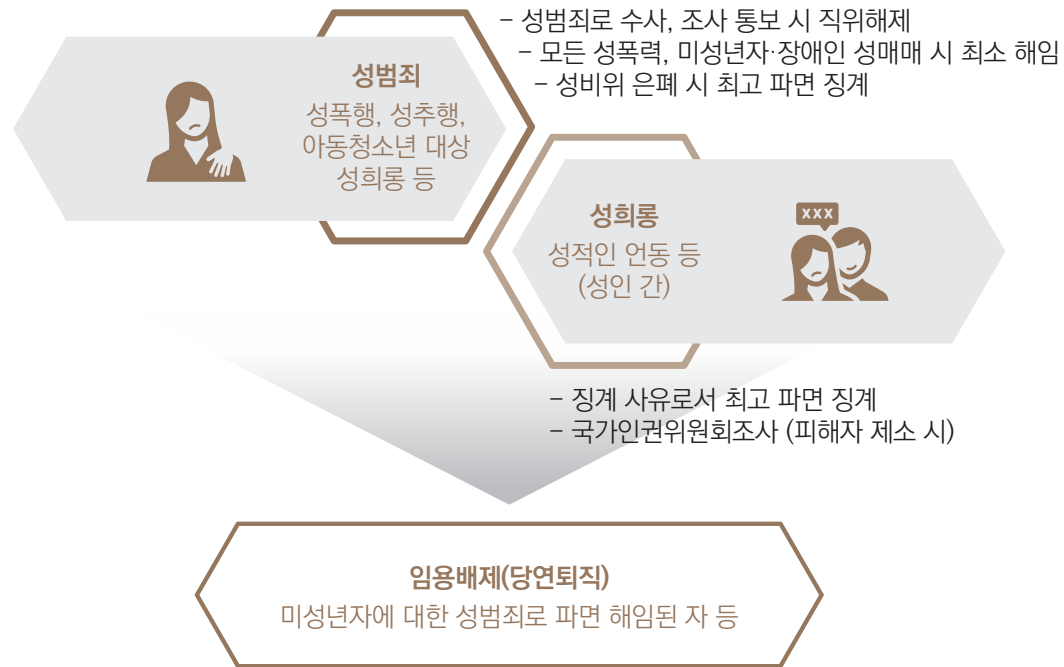 - 성범죄로 수사, 조사 통보 시 직위해제
- 모든 성폭력, 미성년자·장애인 성매매 시 최소 해임
- 성비위 은폐 시 최고 파면 징계
성범죄
성폭행, 성추행,
아동청소년 대상
성희롱 등
XXX
성희롱
성적인 언동 등
(성인 간)
- 징계 사유로서 최고 파면 징계
- 국가인권위원회조사 (피해자 제소 시)
임용배제(당연퇴직)
미성년자에 대한 성범죄로 파면 해임된 자 등